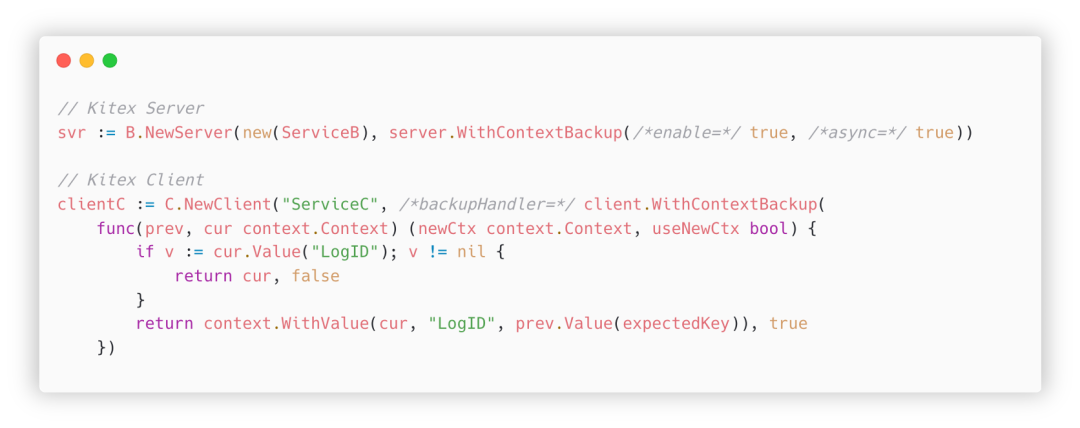 // Kitex Server
svr := B.NewServer(new(ServiceB), server.WithContextBackup(/*enable=*/ true, /*async=*/ true))

// Kitex Client
clientC := C.NewClient("ServiceC", /*backupHandler=*/ client.WithContextBackup(
    func(prev, cur context.Context) (newCtx context.Context, useNewCtx bool) {
        if v := cur.Value("LogID"); v != nil {
            return cur, false
        }
        return context.WithValue(cur, "LogID", prev.Value(expectedKey)), true
    })